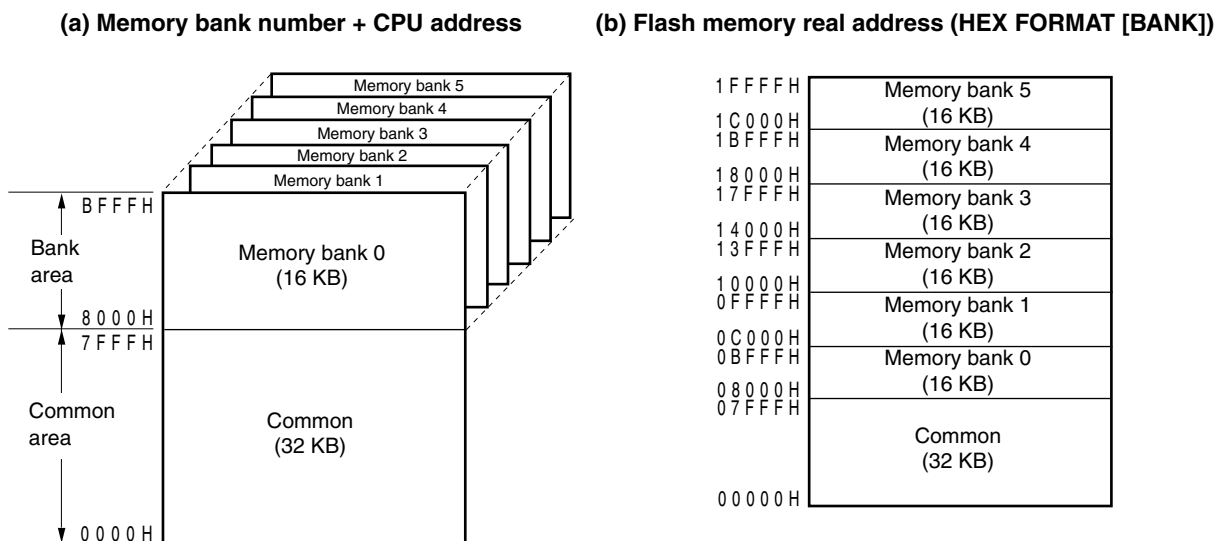 (a) Memory bank number + CPU address
Memory bank 5
Memory bank 4
Memory bank 3
Memory bank 2
Memory bank 1
BFFFH
Bank
area
Memory bank 0
(16 KB)
8000H
7FFFH
Common
area
Common
(32 KB)
0000H
(b) Flash memory real address (HEX FORMAT [BANK])
1FFFFH
Memory bank 5
(16 KB)
1C000H
1BFFFH
Memory bank 4
(16 KB)
18000H
17FFFH
Memory bank 3
(16 KB)
14000H
13FFFH
Memory bank 2
(16 KB)
10000H
0FFFFH
Memory bank 1
(16 KB)
0C000H
0BFFFH
Memory bank 0
(16 KB)
08000H
07FFFH
Common
(32 KB)
00000H